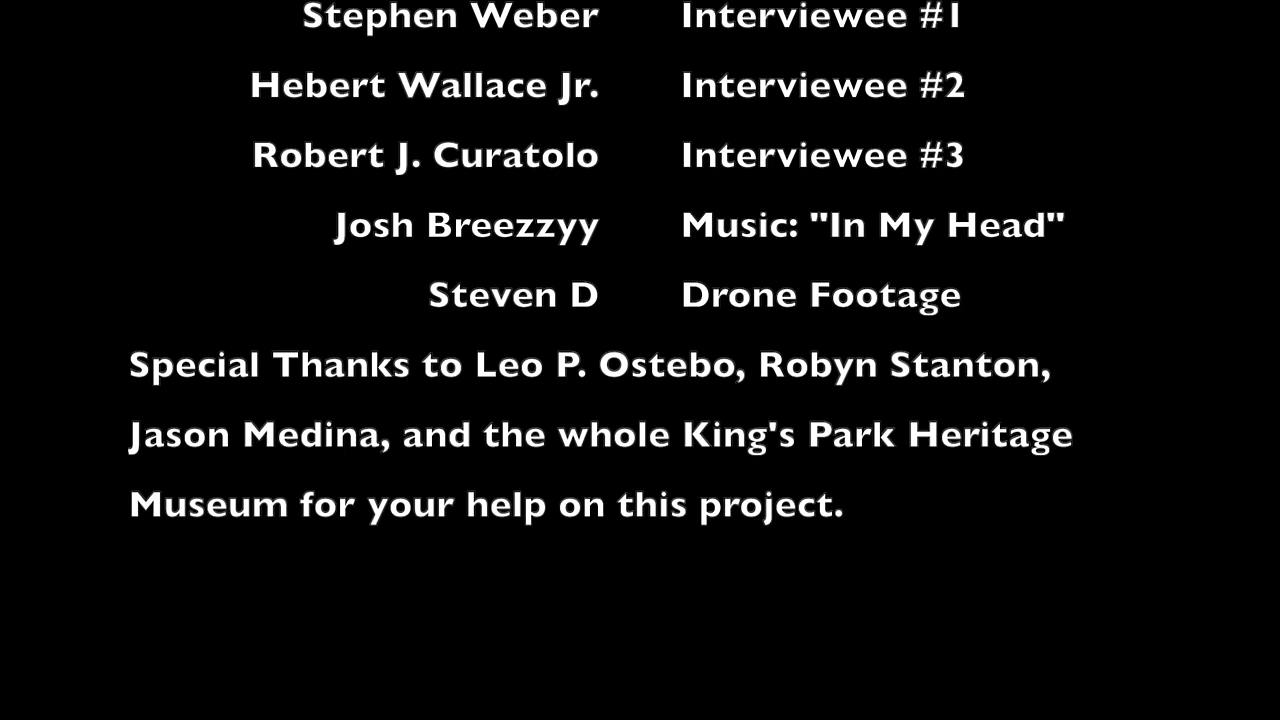 Stephen Weber Interviewee #1
Hebert Wallace Jr. Interviewee #2
Robert J. Curatolo Interviewee #3
Josh Breezzyy Music: "In My Head"
Steven D Drone Footage
Special Thanks to Leo P. Ostebo, Robyn Stanton,
Jason Medina, and the whole King's Park Heritage
Museum for your help on this project.